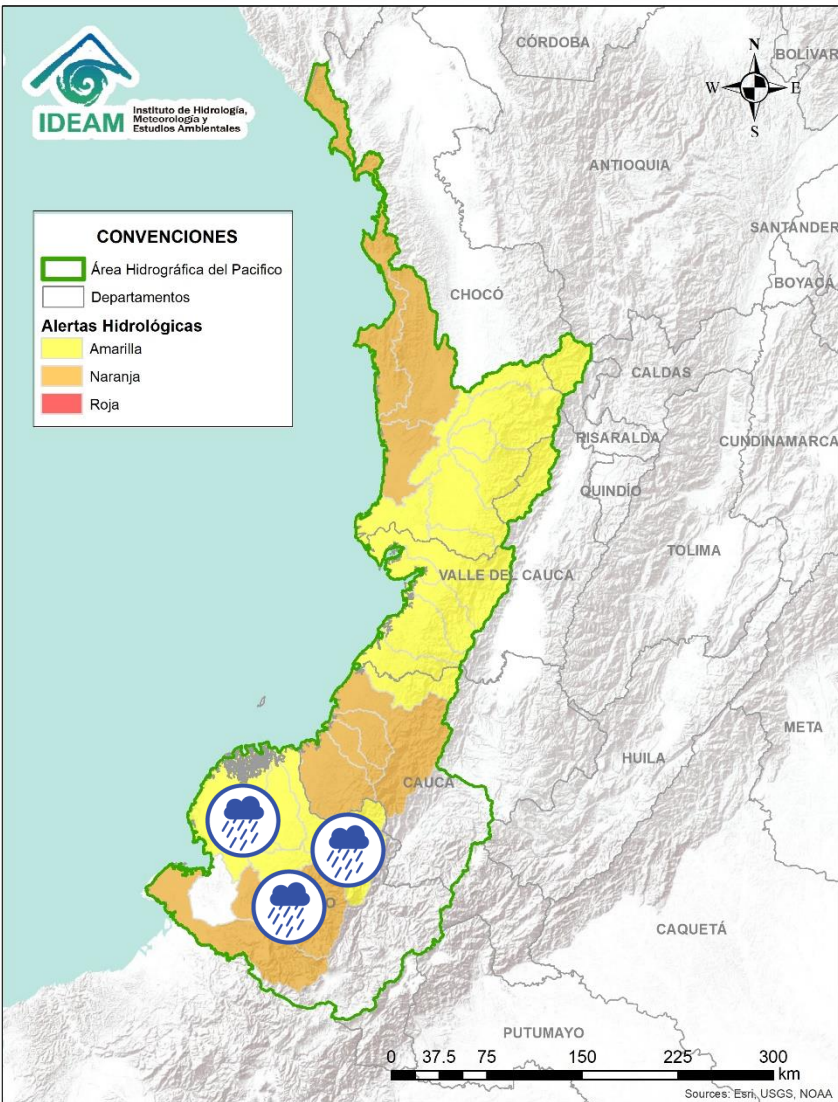 IDEAM
Instituto de Hidrología,
Meteorología y
Estudios Ambientales
CÓRDOBA
BOLÍVAR
N
W
E
S
ANTIOQUIA
SANTANDER
BOYACÁ
CONVENCIONES
Área Hidrográfica del Pacifico
Departamentos
Alertas Hidrológicas
Amarilla
Naranja
Roja
CHOCÓ
CALDAS
RISARALDA
CUNDINAMARCA
QUINDÍO
TOLIMA
VALLE DEL CAUCA
META
HUILA
CAUCA
O
CAQUETÁ
PUTUMAYO
0 37.5 75 150 225 300
km
Sources: Esri, USGS, NOAA